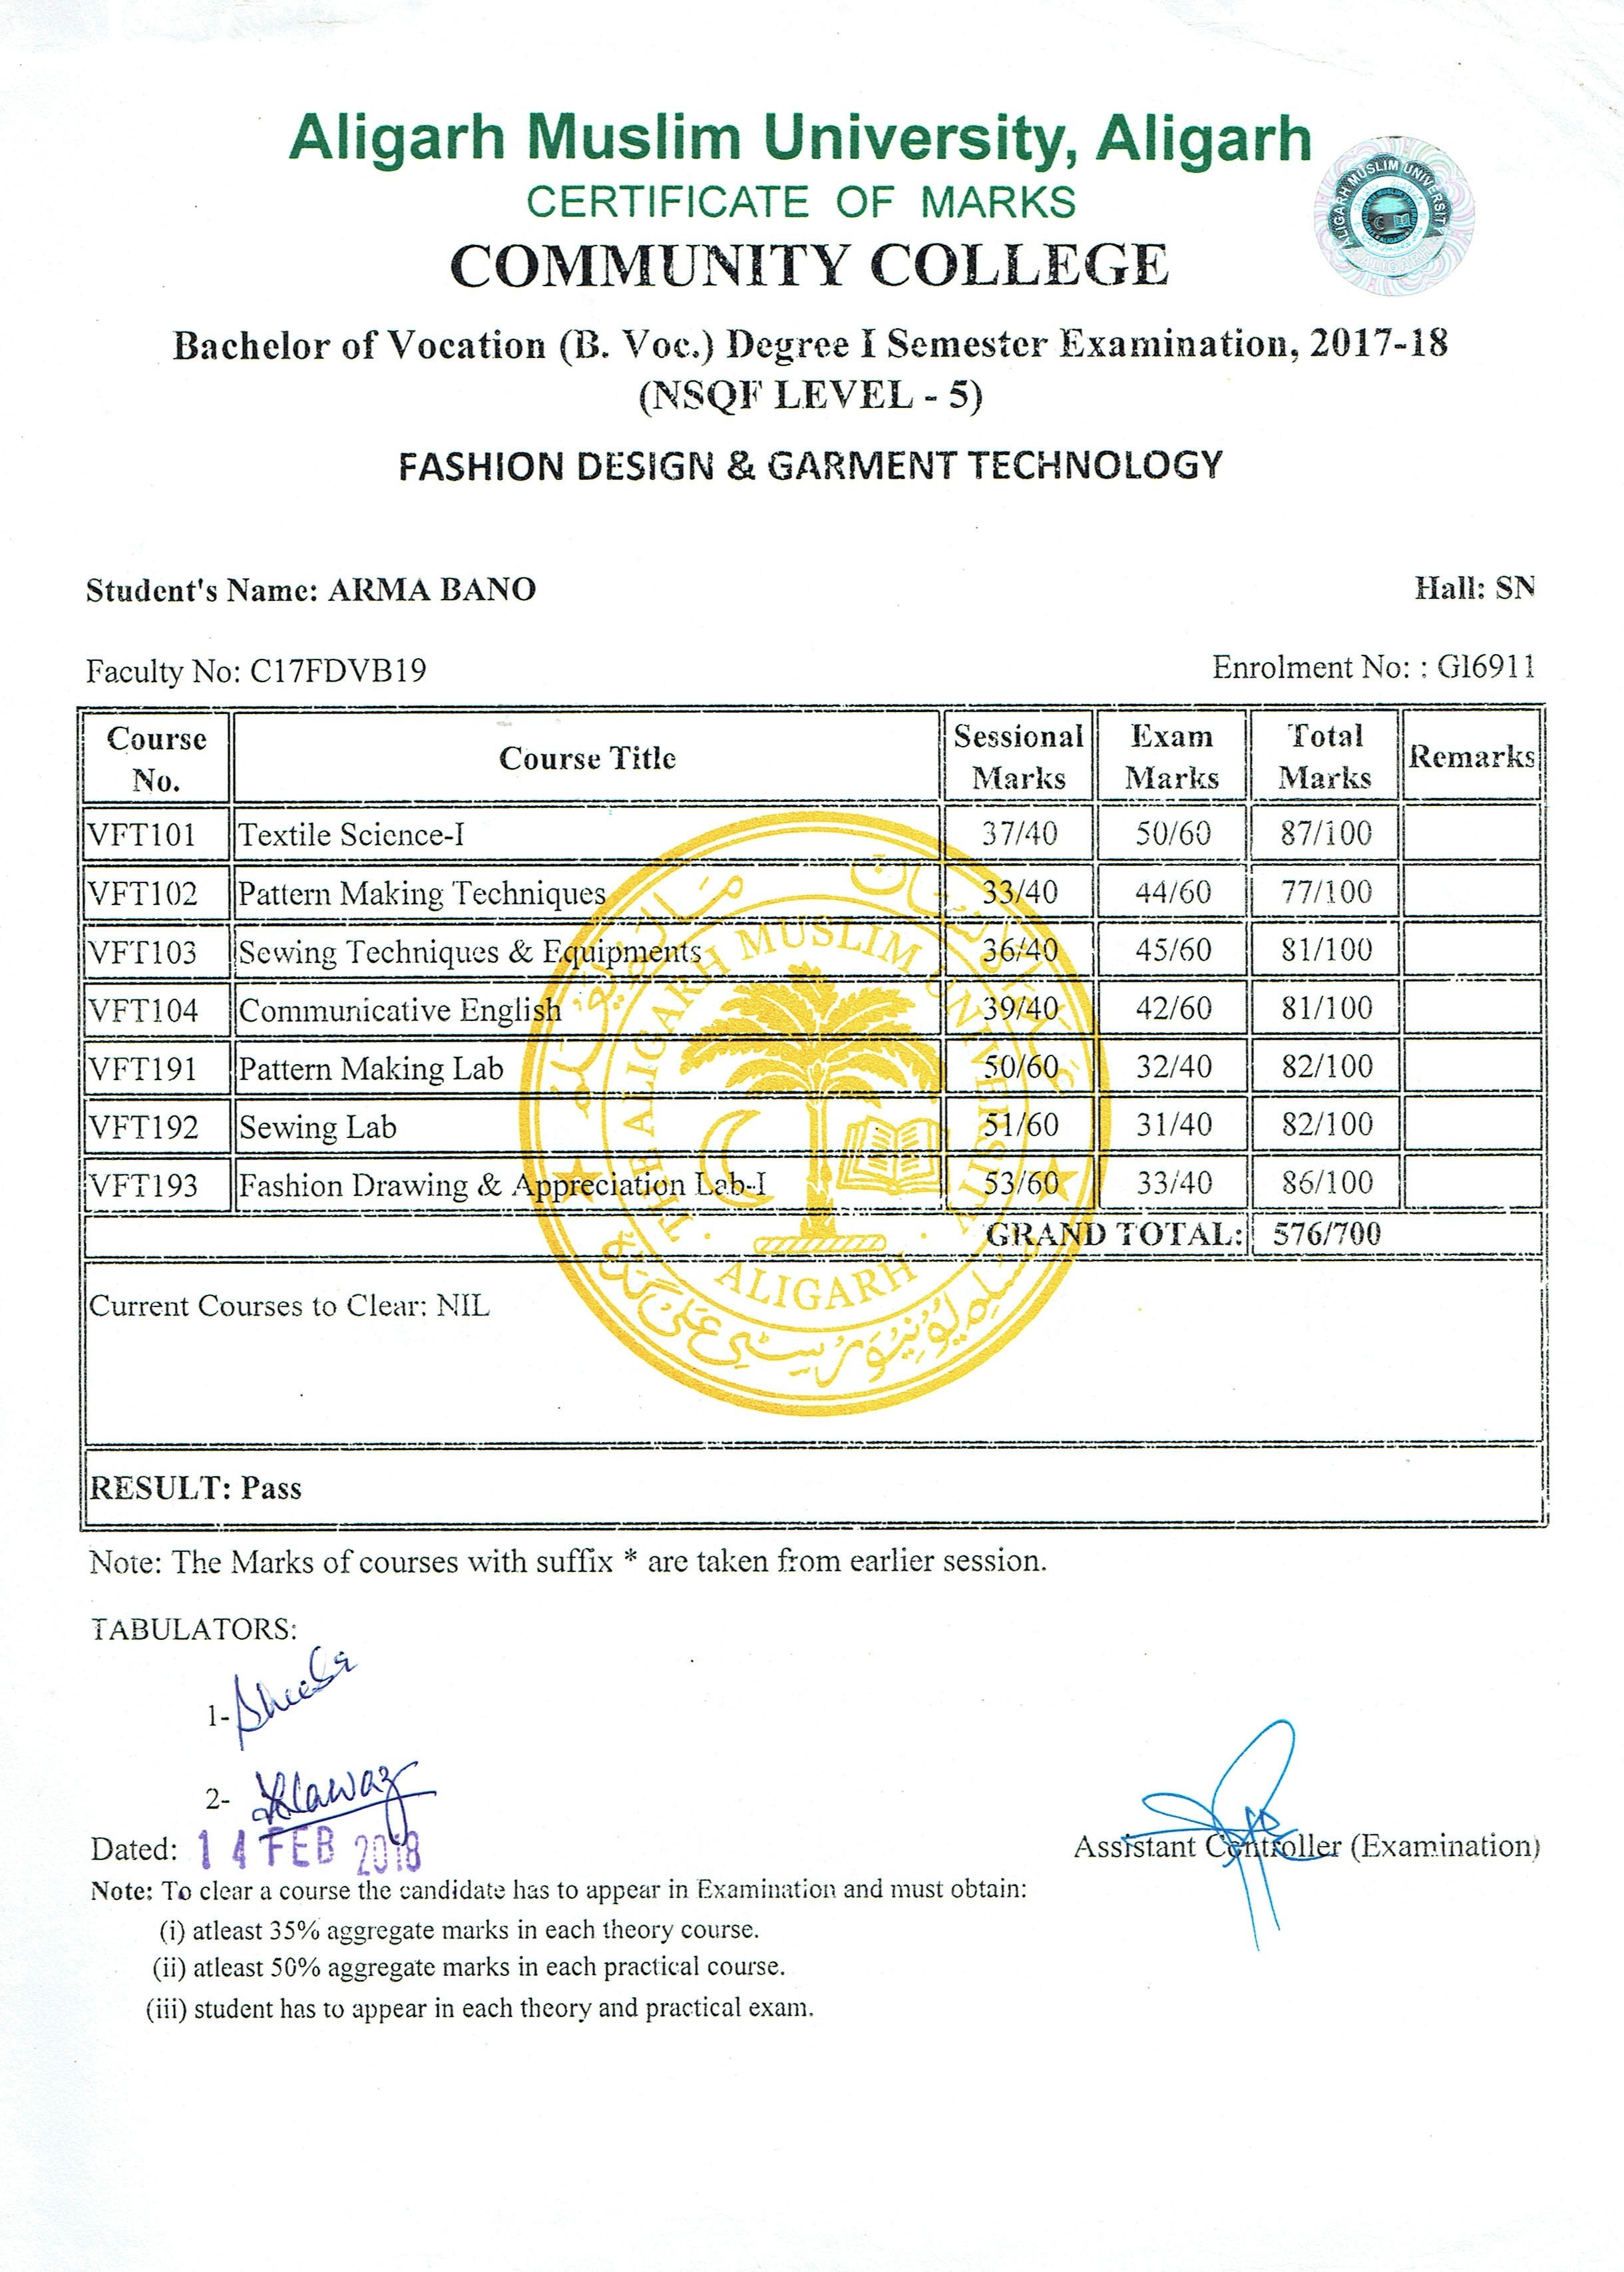 Aligarh Muslim University, Aligarh
CERTIFICATE OF MARKS
COMMUNITY COLLEGE
Bachelor of Vocation (B. Voc.) Degree I Semester Examination, 2017-18
(NSQF LEVEL - 5)
FASHION DESIGN & GARMENT TECHNOLOGY
Student's Name: ARMA BANO Hall: SN
Faculty No: C17FDVB19 Enrolment No: : GI6911
Course No. Course Title Sessional Marks Exam Marks Total Marks Remarks
VFT101 Textile Science-I 37/40 50/60 87/100
VFT102 Pattern Making Techniques 33/40 44/60 77/100
VFT103 Sewing Techniques & Equipments 36/40 45/60 81/100
VFT104 Communicative English 39/40 42/60 81/100
VFT191 Pattern Making Lab 50/60 32/40 82/100
VFT192 Sewing Lab 51/60 31/40 82/100
VFT193 Fashion Drawing & Appreciation Lab-I 53/60 33/40 86/100
GRAND TOTAL: 576/700
THE ALIGARH MUSLIM UNIVERSITY
ALIGARH
Current Courses to Clear: NIL
RESULT: Pass
Note: The Marks of courses with suffix * are taken from earlier session.
TABULATORS:
1-
2-
Dated: 14 FEB 2018
Assistant Controller (Examination)
Note: To clear a course the candidate has to appear in Examination and must obtain:
(i) atleast 35% aggregate marks in each theory course.
(ii) atleast 50% aggregate marks in each practical course.
(iii) student has to appear in each theory and practical exam.